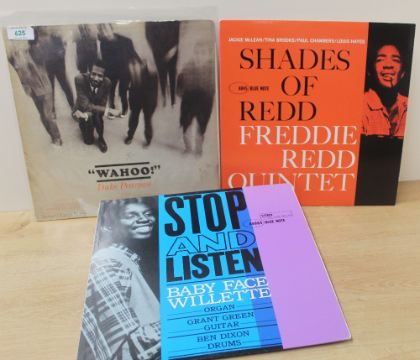 625
"WAHOO!"
Duke Pearson
JACKIE McLEAN/TINA BROOKS/PAUL CHAMBERS/LOUIS HAYES
SHADES
OF
REDD
BLUE NOTE
FREDDIE
REDD
QUINTET
STOP
AND
LISTEN
BLUE NOTE
BABY FACE
WILLETTE
ORGAN
GRANT GREEN
GUITAR
BEN DIXON
DRUMS